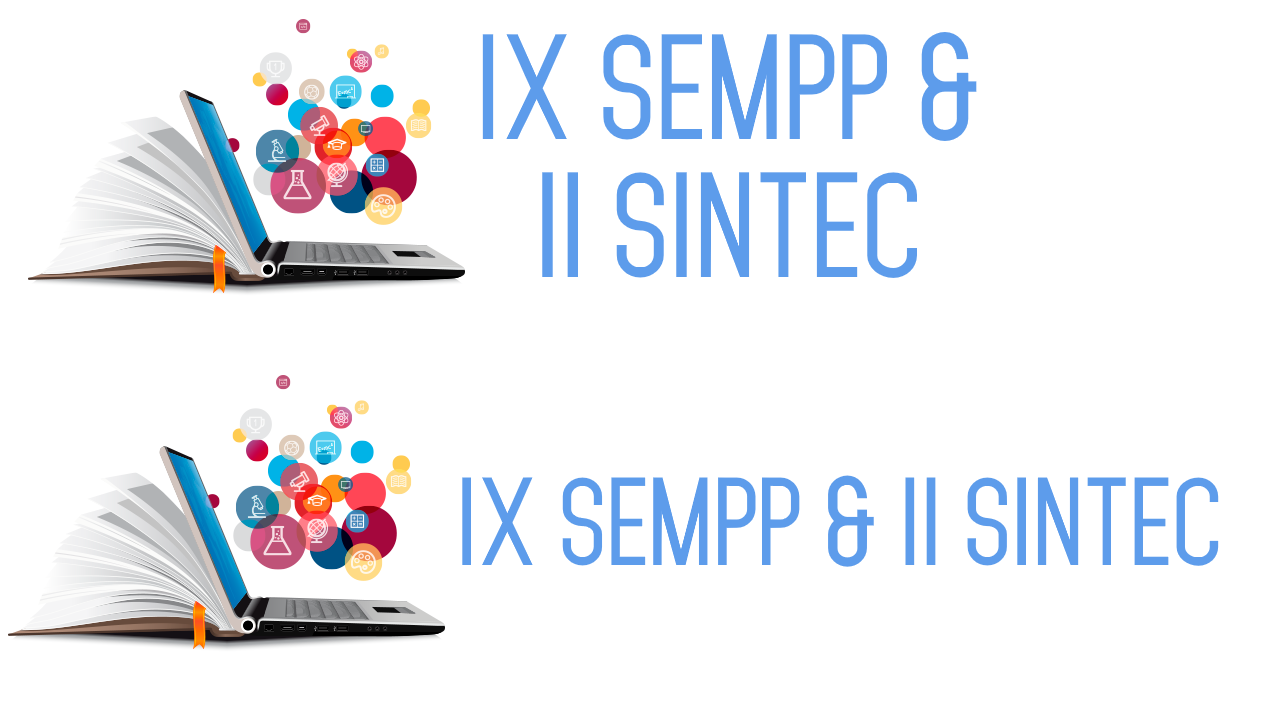 IX SEMPP &
II SINTEC
IX SEMPP & II SINTEC